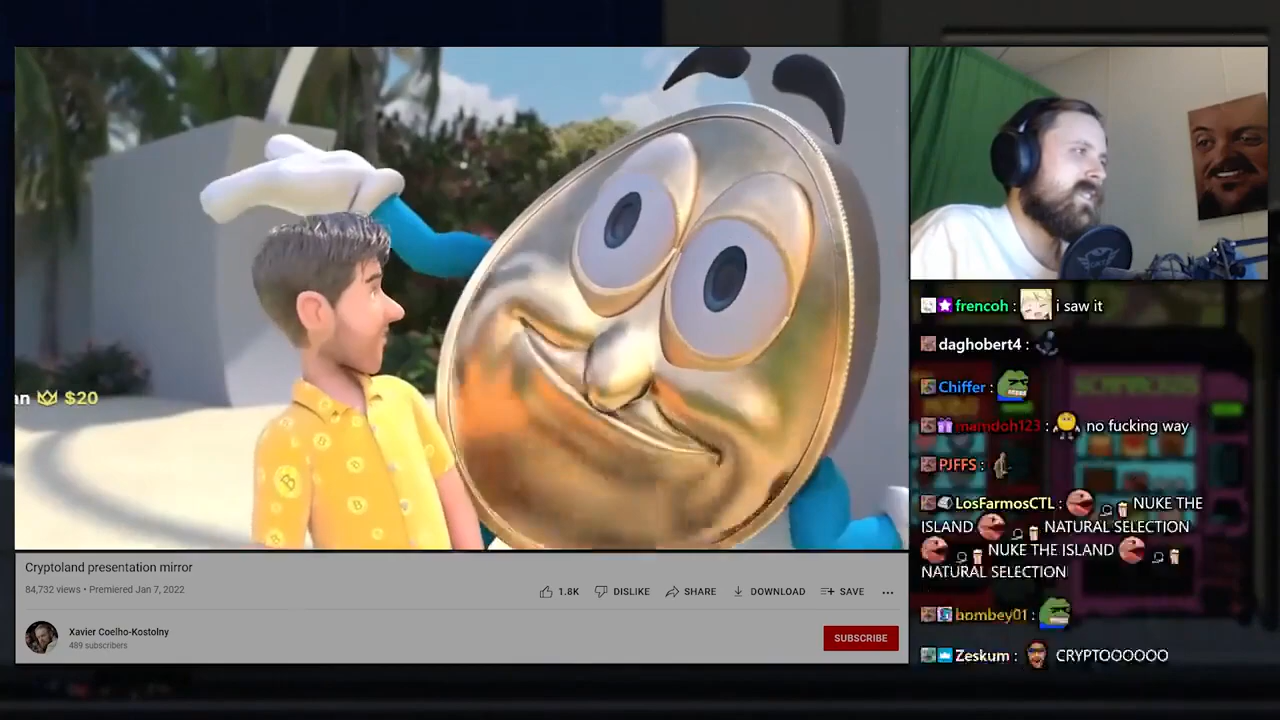 an $20
Cryptoland presentation mirror
84,732 views • Premiered Jan 7, 2022
1.8K DISLIKE SHARE DOWNLOAD SAVE
Xavier Coelho-Kostolny
489 subscribers
SUBSCRIBE
frencoh : i saw it
daghobert4 :
Chiffer :
mamdoh123 : no fucking way
PJFFS :
LosFarmosCTL : NUKE THE
ISLAND NATURAL SELECTION
NUKE THE ISLAND
NATURAL SELECTION
bombey01 :
Zeskum : CRYPTOOOOOO